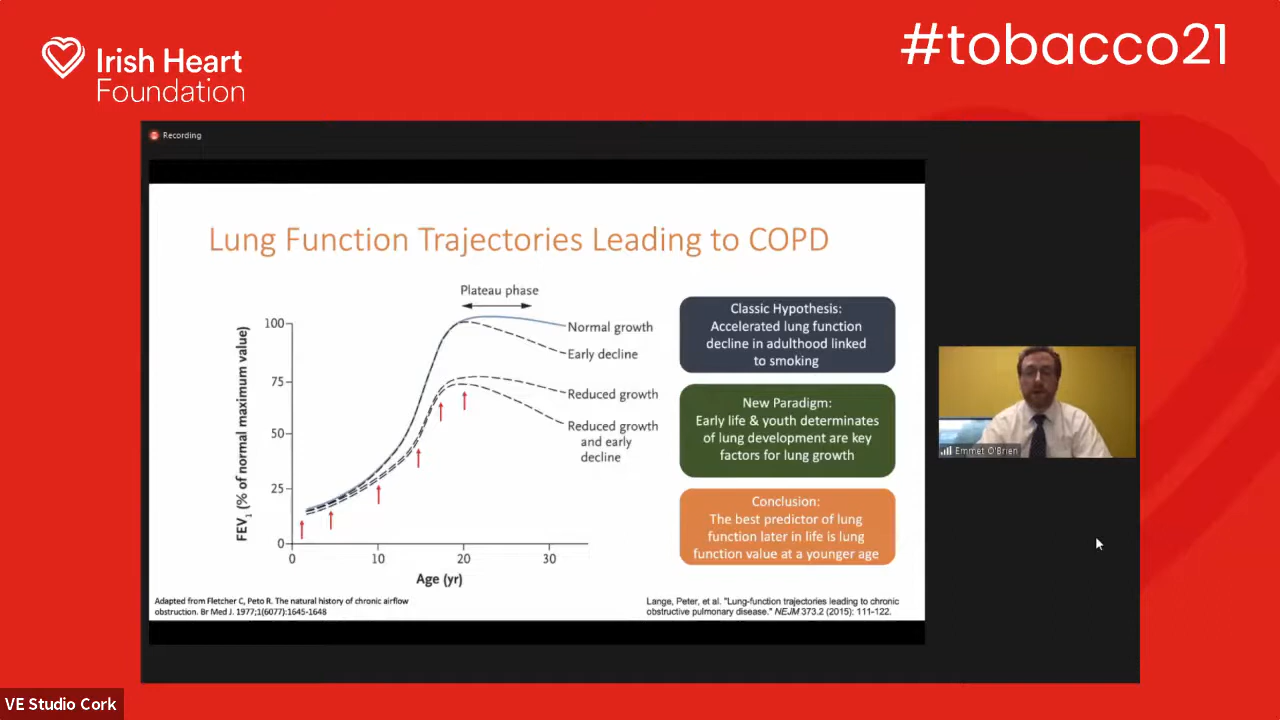 Irish Heart
Foundation
#tobacco21
Recording
Lung Function Trajectories Leading to COPD
Plateau phase
100
75
50
25
0
FEV1 (% of normal maximum value)
Normal growth
Early decline
Reduced growth
Reduced growth
and early
decline
0
10
20
30
Age (yr)
Classic Hypothesis:
Accelerated lung function
decline in adulthood linked
to smoking
New Paradigm:
Early life & youth determinates
of lung development are key
factors for lung growth
Conclusion:
The best predictor of lung
function later in life is lung
function value at a younger age
Adapted from Fletcher C, Peto R. The natural history of chronic airflow
obstruction. Br Med J. 1977;1(6077):1645-1648
Lange, Peter, et al. "Lung-function trajectories leading to chronic
obstructive pulmonary disease." NEJM 373.2 (2015): 111-122.
Emmet O'Brien
VE Studio Cork